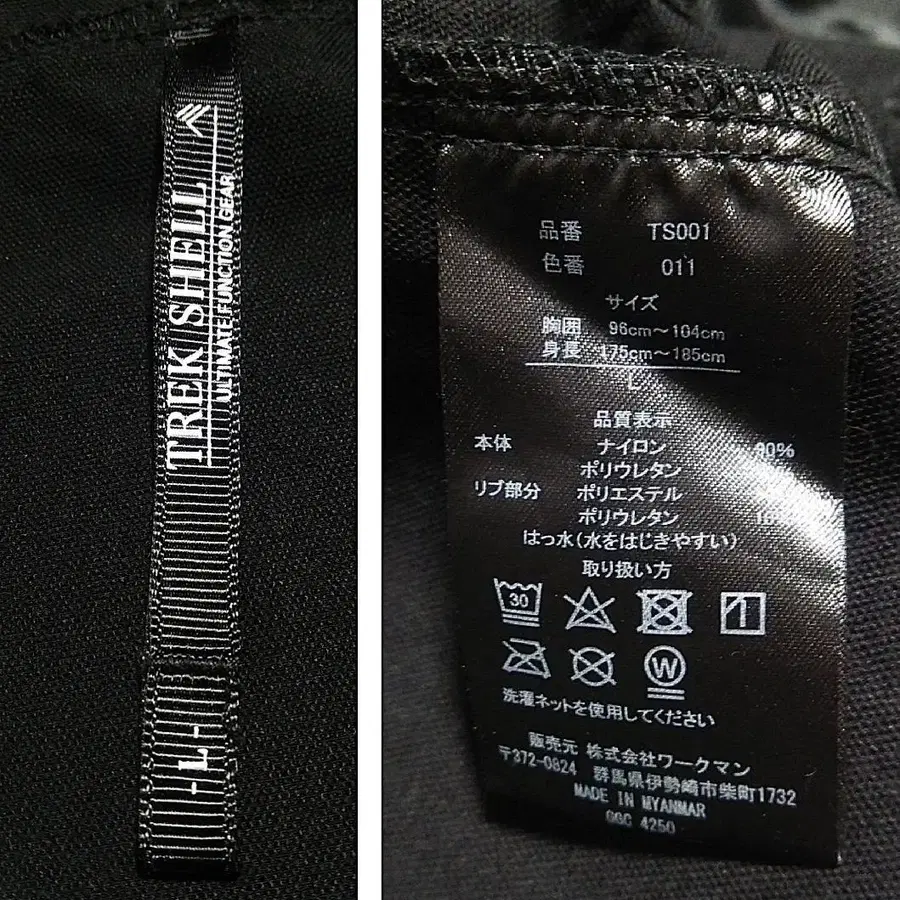 TREK SHELL
ULTIMATE FUNCTION GEAR
- L -
品番 TS001
色番 011
サイズ
胸囲 96cm～104cm
身長 175cm～185cm
L
品質表示
本体 ナイロン 90%
ポリウレタン
リブ部分 ポリエステル
ポリウレタン
はっ水(水をはじきやすい)
取り扱い方
30
W
洗濯ネットを使用してください
販売元 株式会社ワークマン
〒372-0824 群馬県伊勢崎市柴町1732
MADE IN MYANMAR
OGC 4250